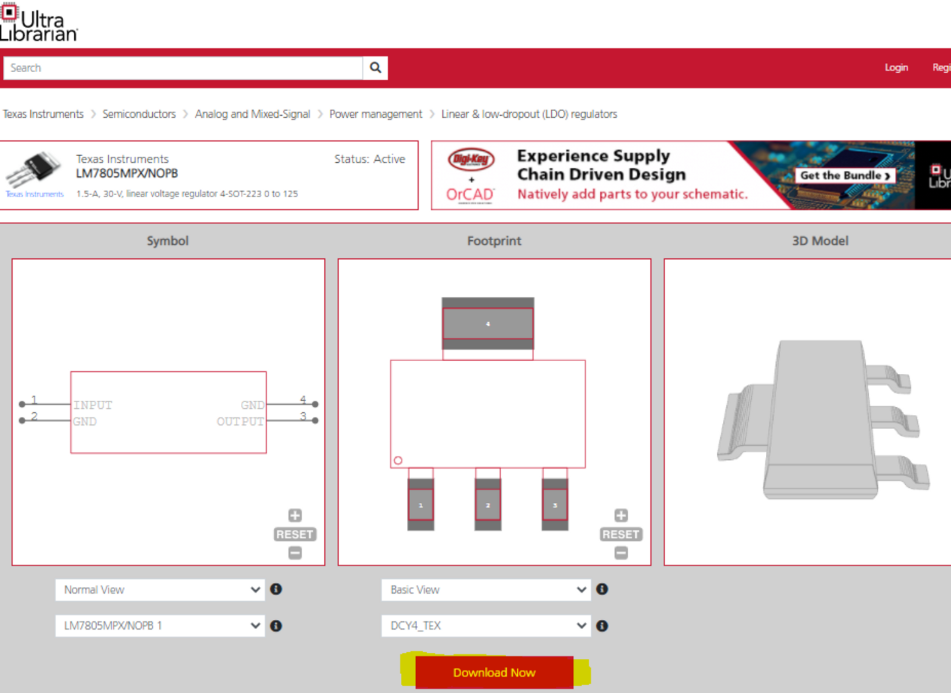 Ultra
Librarian
Search
Login
Regi
Texas Instruments > Semiconductors > Analog and Mixed-Signal > Power management > Linear & low-dropout (LDO) regulators
Texas Instruments
Status: Active
LM7805MPX/NOPB
Texas Instruments
1.5-A, 30-V, linear voltage regulator 4-SOT-223 0 to 125
Digi-Key
+
OrCAD
Experience Supply
Chain Driven Design
Natively add parts to your schematic.
Get the Bundle >
U
Libr
Symbol
Footprint
3D Model
1
INPUT
GND
4
2
GND
OUTPUT
3
RESET
4
1
2
3
RESET
Normal View
Basic View
LM7805MPX/NOPB 1
DCY4_TEX
Download Now